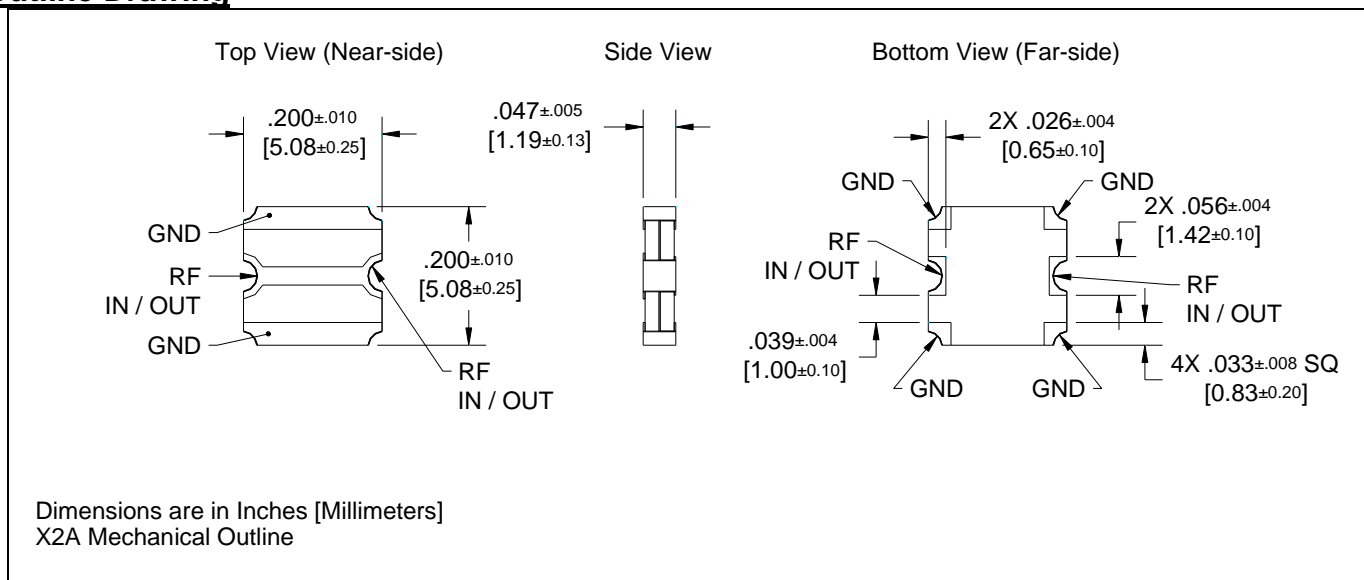 Outline Drawing
Top View (Near-side)
Side View
Bottom View (Far-side)
.200±.010
[5.08±0.25]
.047±.005
[1.19±0.13]
2X .026±.004
[0.65±0.10]
GND
GND
2X .056±.004
[1.42±0.10]
GND
RF
IN / OUT
GND
.200±.010
[5.08±0.25]
RF
IN / OUT
RF
IN / OUT
RF
IN / OUT
.039±.004
[1.00±0.10]
GND
GND
4X .033±.008 SQ
[0.83±0.20]
Dimensions are in Inches [Millimeters]
X2A Mechanical Outline